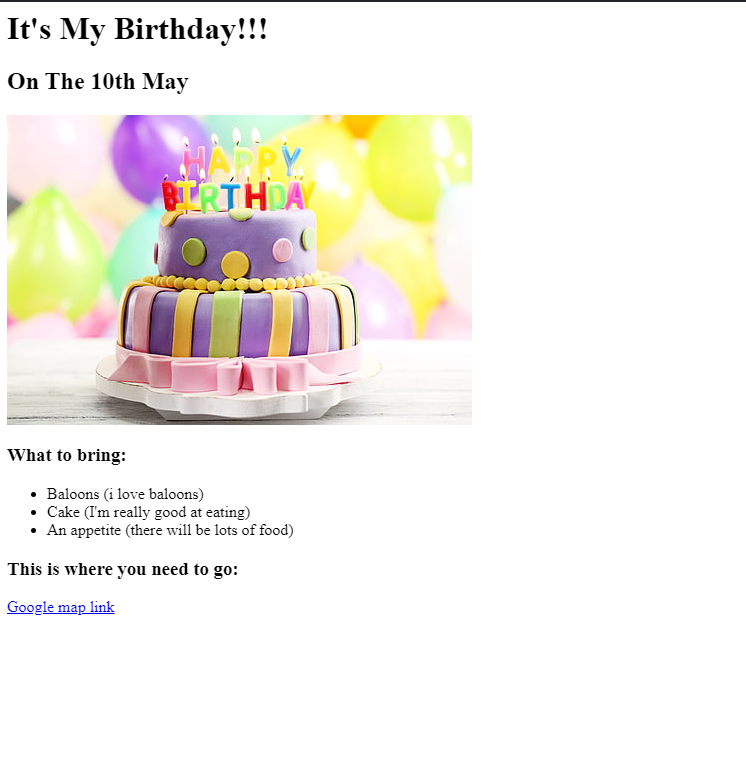 It's My Birthday!!!
On The 10th May
HAPPY
BIRTHDAY
What to bring:
Baloons (i love baloons)
Cake (I'm really good at eating)
An appetite (there will be lots of food)
This is where you need to go:
Google map link